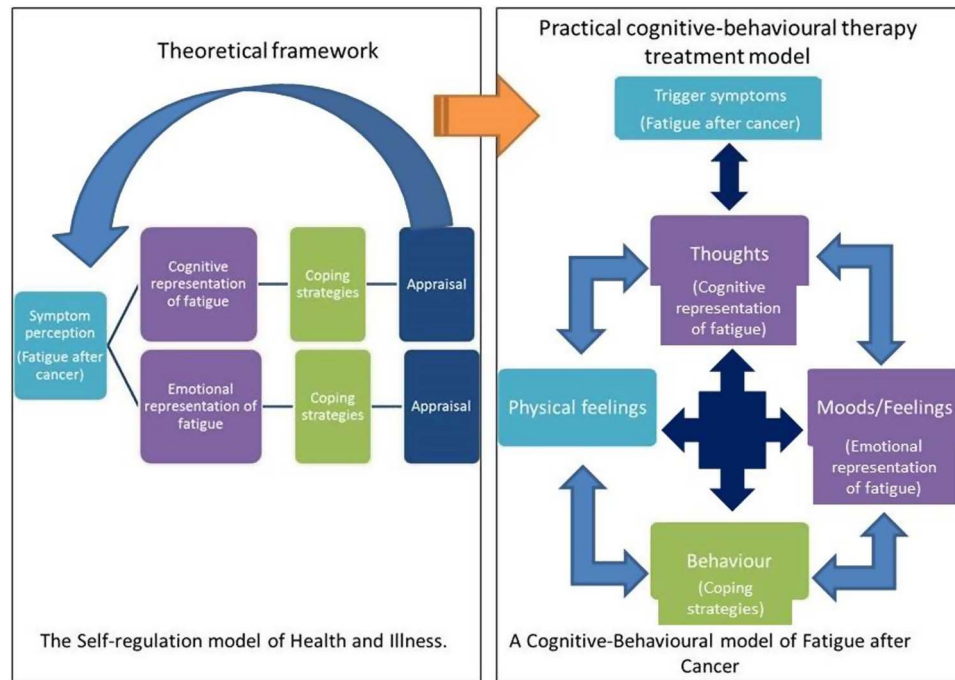 Theoretical framework
Symptom
perception
(Fatigue after
cancer)
Cognitive
representation
of fatigue
Coping
strategies
Appraisal
Emotional
representation of
fatigue
Coping
strategies
Appraisal
The Self-regulation model of Health and Illness.
Practical cognitive-behavioural therapy
treatment model
Trigger symptoms
(Fatigue after cancer)
Thoughts
(Cognitive
representation
of fatigue)
Physical feelings
Moods/Feelings
(Emotional
representation
of fatigue)
Behaviour
(Coping
strategies)
A Cognitive-Behavioural model of Fatigue after
Cancer